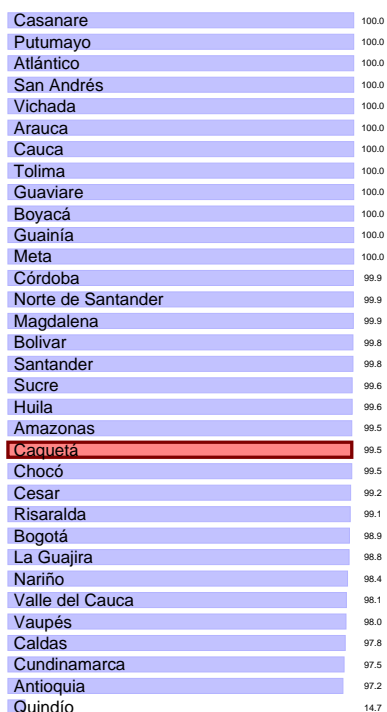 Casanare 100.0
Putumayo 100.0
Atlántico 100.0
San Andrés 100.0
Vichada 100.0
Arauca 100.0
Cauca 100.0
Tolima 100.0
Guaviare 100.0
Boyacá 100.0
Guainía 100.0
Meta 100.0
Córdoba 99.9
Norte de Santander 99.9
Magdalena 99.9
Bolivar 99.8
Santander 99.8
Sucre 99.6
Huila 99.6
Amazonas 99.5
Caquetá 99.5
Chocó 99.5
Cesar 99.2
Risaralda 99.1
Bogotá 98.9
La Guajira 98.8
Nariño 98.4
Valle del Cauca 98.1
Vaupés 98.0
Caldas 97.8
Cundinamarca 97.5
Antioquia 97.2
Quindío 14.7